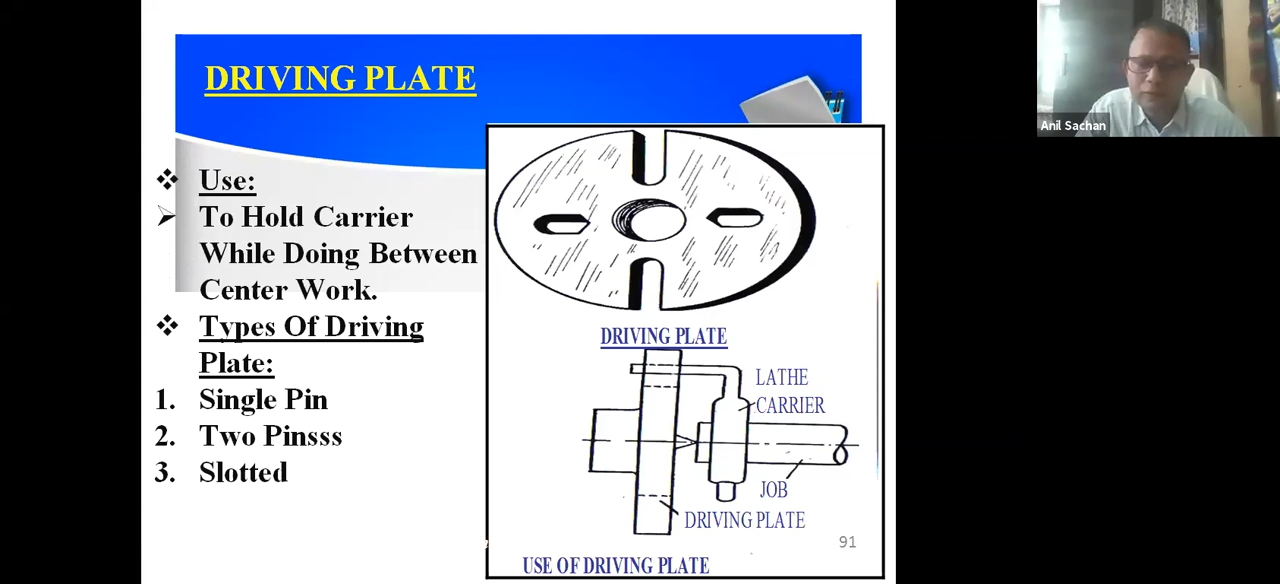 DRIVING PLATE
❖ Use:
➢ To Hold Carrier
While Doing Between
Center Work.
❖ Types Of Driving
Plate:
1. Single Pin
2. Two Pinsss
3. Slotted
DRIVING PLATE
LATHE
CARRIER
JOB
DRIVING PLATE
91
USE OF DRIVING PLATE
Anil Sachan